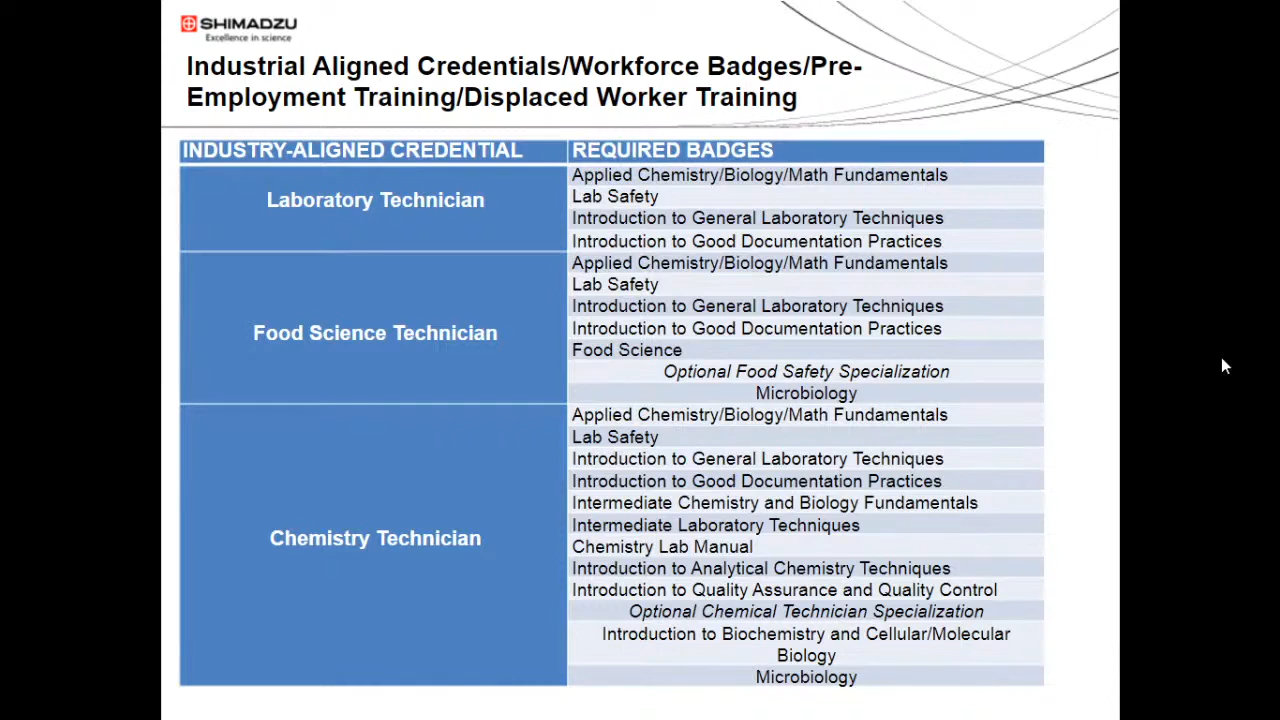 SHIMADZU
Excellence in science
Industrial Aligned Credentials/Workforce Badges/Pre-
Employment Training/Displaced Worker Training
INDUSTRY-ALIGNED CREDENTIAL
REQUIRED BADGES
Laboratory Technician
Applied Chemistry/Biology/Math Fundamentals
Lab Safety
Introduction to General Laboratory Techniques
Introduction to Good Documentation Practices
Food Science Technician
Applied Chemistry/Biology/Math Fundamentals
Lab Safety
Introduction to General Laboratory Techniques
Introduction to Good Documentation Practices
Food Science
Optional Food Safety Specialization
Microbiology
Chemistry Technician
Applied Chemistry/Biology/Math Fundamentals
Lab Safety
Introduction to General Laboratory Techniques
Introduction to Good Documentation Practices
Intermediate Chemistry and Biology Fundamentals
Intermediate Laboratory Techniques
Chemistry Lab Manual
Introduction to Analytical Chemistry Techniques
Introduction to Quality Assurance and Quality Control
Optional Chemical Technician Specialization
Introduction to Biochemistry and Cellular/Molecular
Biology
Microbiology